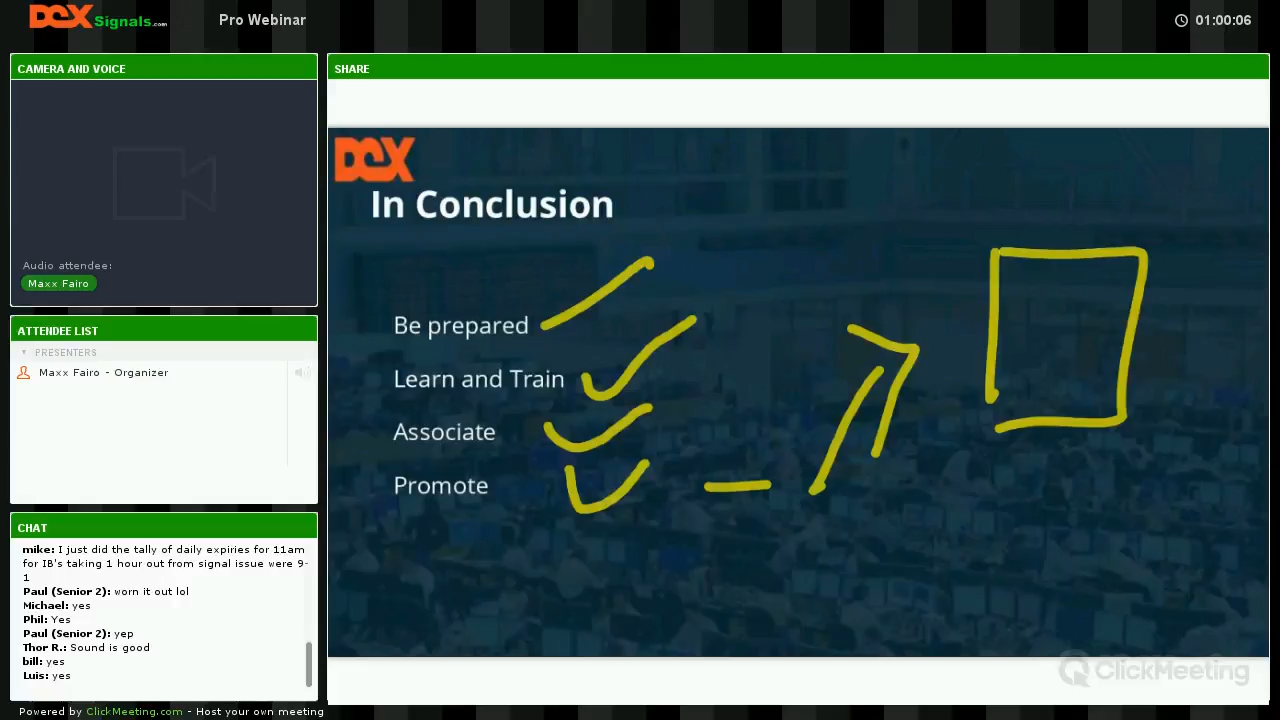 DCX Signals.com
Pro Webinar
01:00:06
CAMERA AND VOICE
Audio attendee:
Maxx Fairo
ATTENDEE LIST
PRESENTERS
Maxx Fairo - Organizer
CHAT
mike: I just did the tally of daily expiries for 11am
for IB's taking 1 hour out from signal issue were 9-
1
Paul (Senior 2): worn it out lol
Michael: yes
Phil: Yes
Paul (Senior 2): yep
Thor R.: Sound is good
bill: yes
Luis: yes
SHARE
DCX
In Conclusion
Be prepared
Learn and Train
Associate
Promote
ClickMeeting
Powered by ClickMeeting.com - Host your own meeting